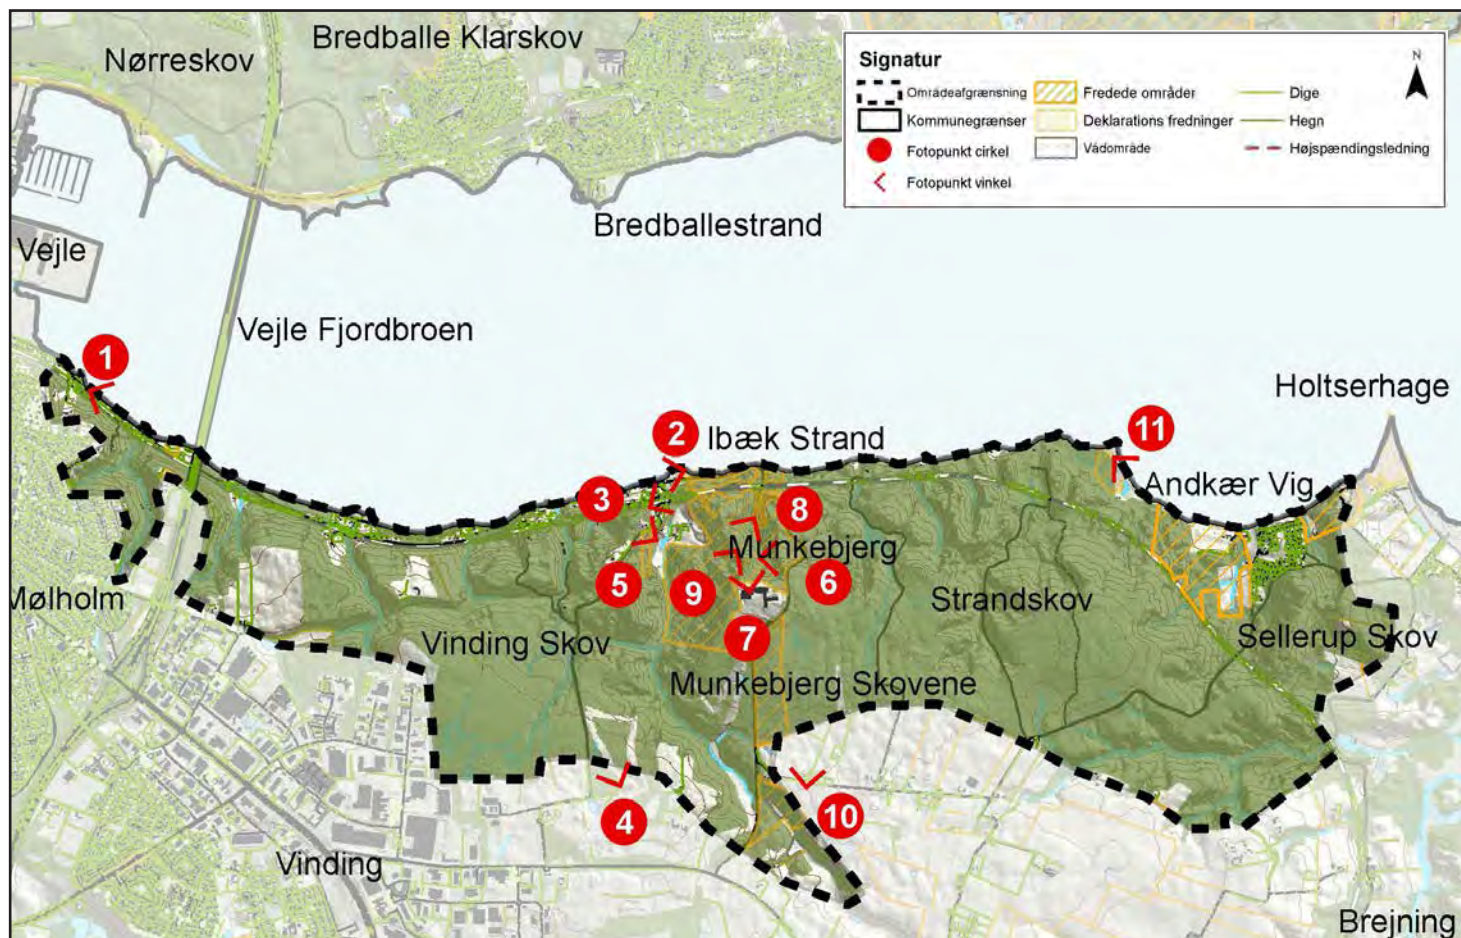 Bredballe Klarskov
Nørreskov
Signatur
N
Områdeafgrænsning
Fredede områder
Dige
Kommunegrænser
Deklarations fredninger
Hegn
Fotopunkt cirkel
Vådområde
Højspændingsledning
Fotopunkt vinkel
Bredballestrand
Vejle
Vejle Fjordbroen
1
Holtserhage
2
Ibæk Strand
11
Andkær Vig
3
8
Munkebjerg
5
9
6
Mølholm
Strandskov
Vinding Skov
7
Sellerup Skov
Munkebjerg Skovene
4
10
Vinding
Brejning